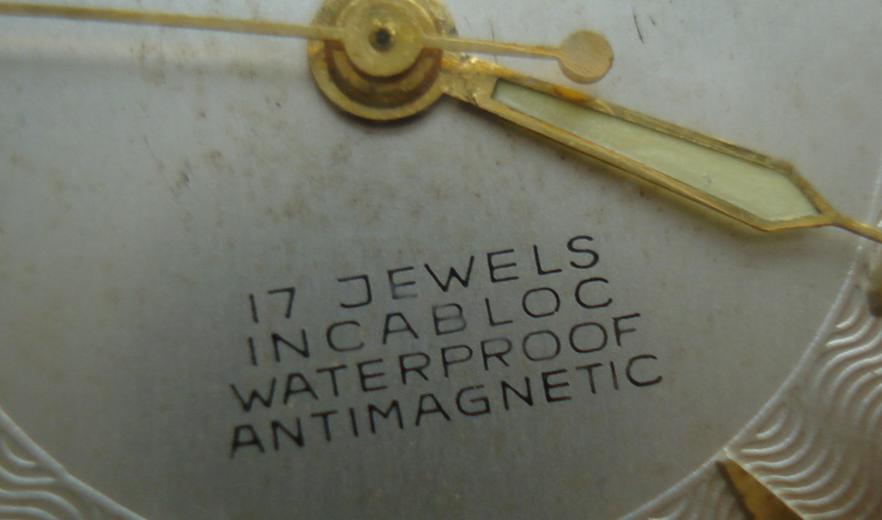 17 JEWELS
INCABLOC
WATERPROOF
ANTIMAGNETIC